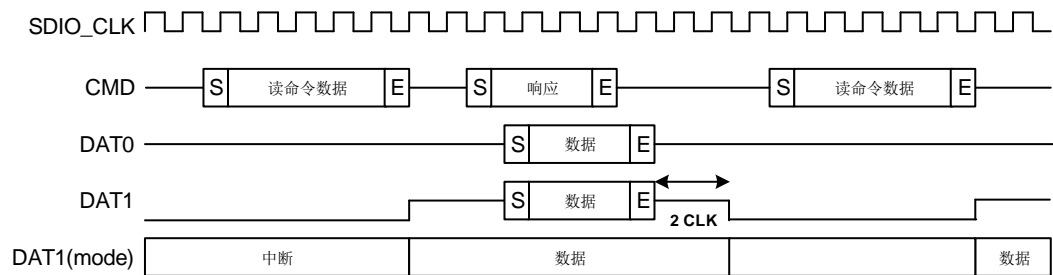 SDIO_CLK
CMD S 读命令数据 E S 响应 E S 读命令数据 E
DAT0 S 数据 E
DAT1 S 数据 E
2 CLK
DAT1(mode) 中断 数据 数据